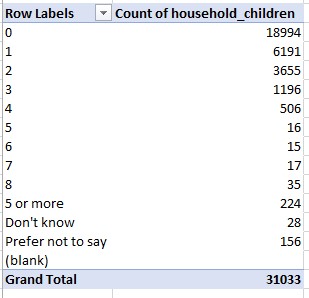 Row Labels Count of household_children
0 18994
1 6191
2 3655
3 1196
4 506
5 16
6 15
7 17
8 35
5 or more 224
Don't know 28
Prefer not to say 156
(blank)
Grand Total 31033